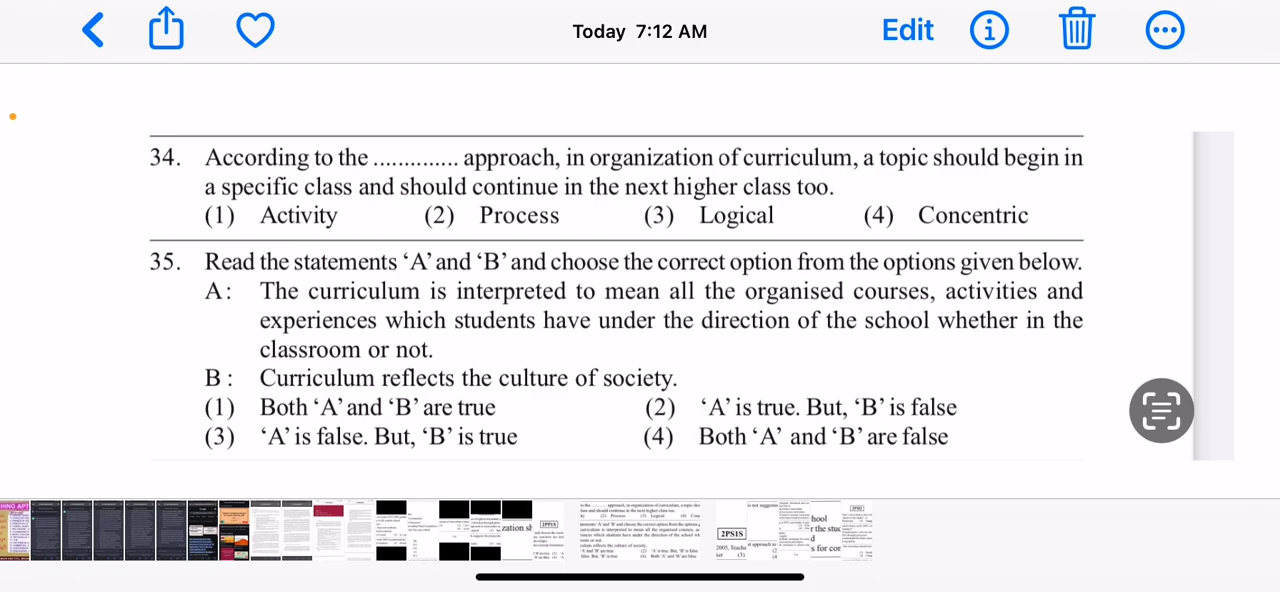 Today 7:12 AM
Edit
34. According to the .............. approach, in organization of curriculum, a topic should begin in
a specific class and should continue in the next higher class too.
(1) Activity (2) Process (3) Logical (4) Concentric
35. Read the statements ‘A’ and ‘B’ and choose the correct option from the options given below.
A: The curriculum is interpreted to mean all the organised courses, activities and
experiences which students have under the direction of the school whether in the
classroom or not.
B: Curriculum reflects the culture of society.
(1) Both ‘A’ and ‘B’ are true (2) ‘A’ is true. But, ‘B’ is false
(3) ‘A’ is false. But, ‘B’ is true (4) Both ‘A’ and ‘B’ are false